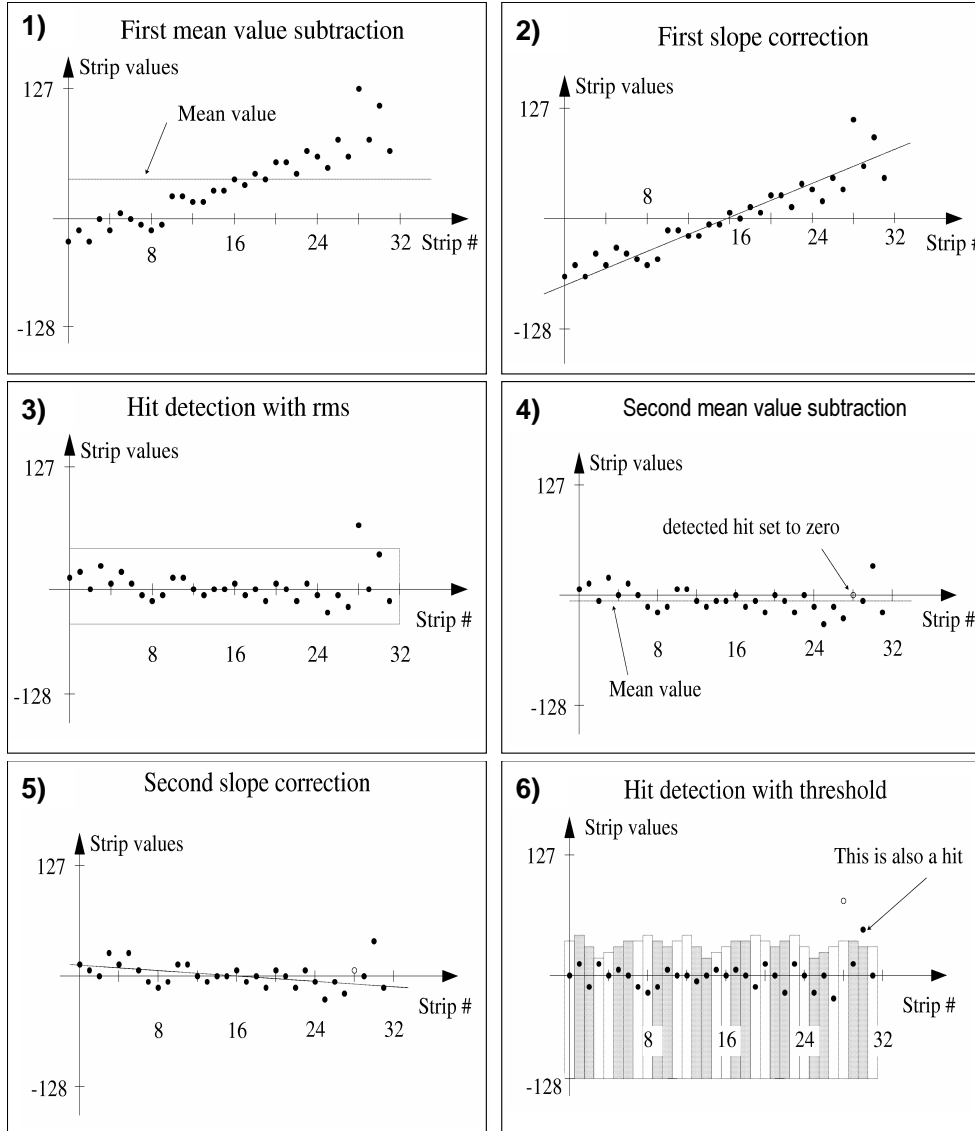 1)
First mean value subtraction
Strip values
127
Mean value
8
16
24
32
Strip #
-128
2)
First slope correction
Strip values
127
8
16
24
32
Strip #
-128
3)
Hit detection with rms
Strip values
127
Strip #
8
16
24
32
-128
4)
Second mean value subtraction
Strip values
127
detected hit set to zero
Strip #
8
16
24
32
Mean value
-128
5)
Second slope correction
Strip values
127
Strip #
8
16
24
32
-128
6)
Hit detection with threshold
Strip values
127
This is also a hit
Strip #
8
16
24
32
-128